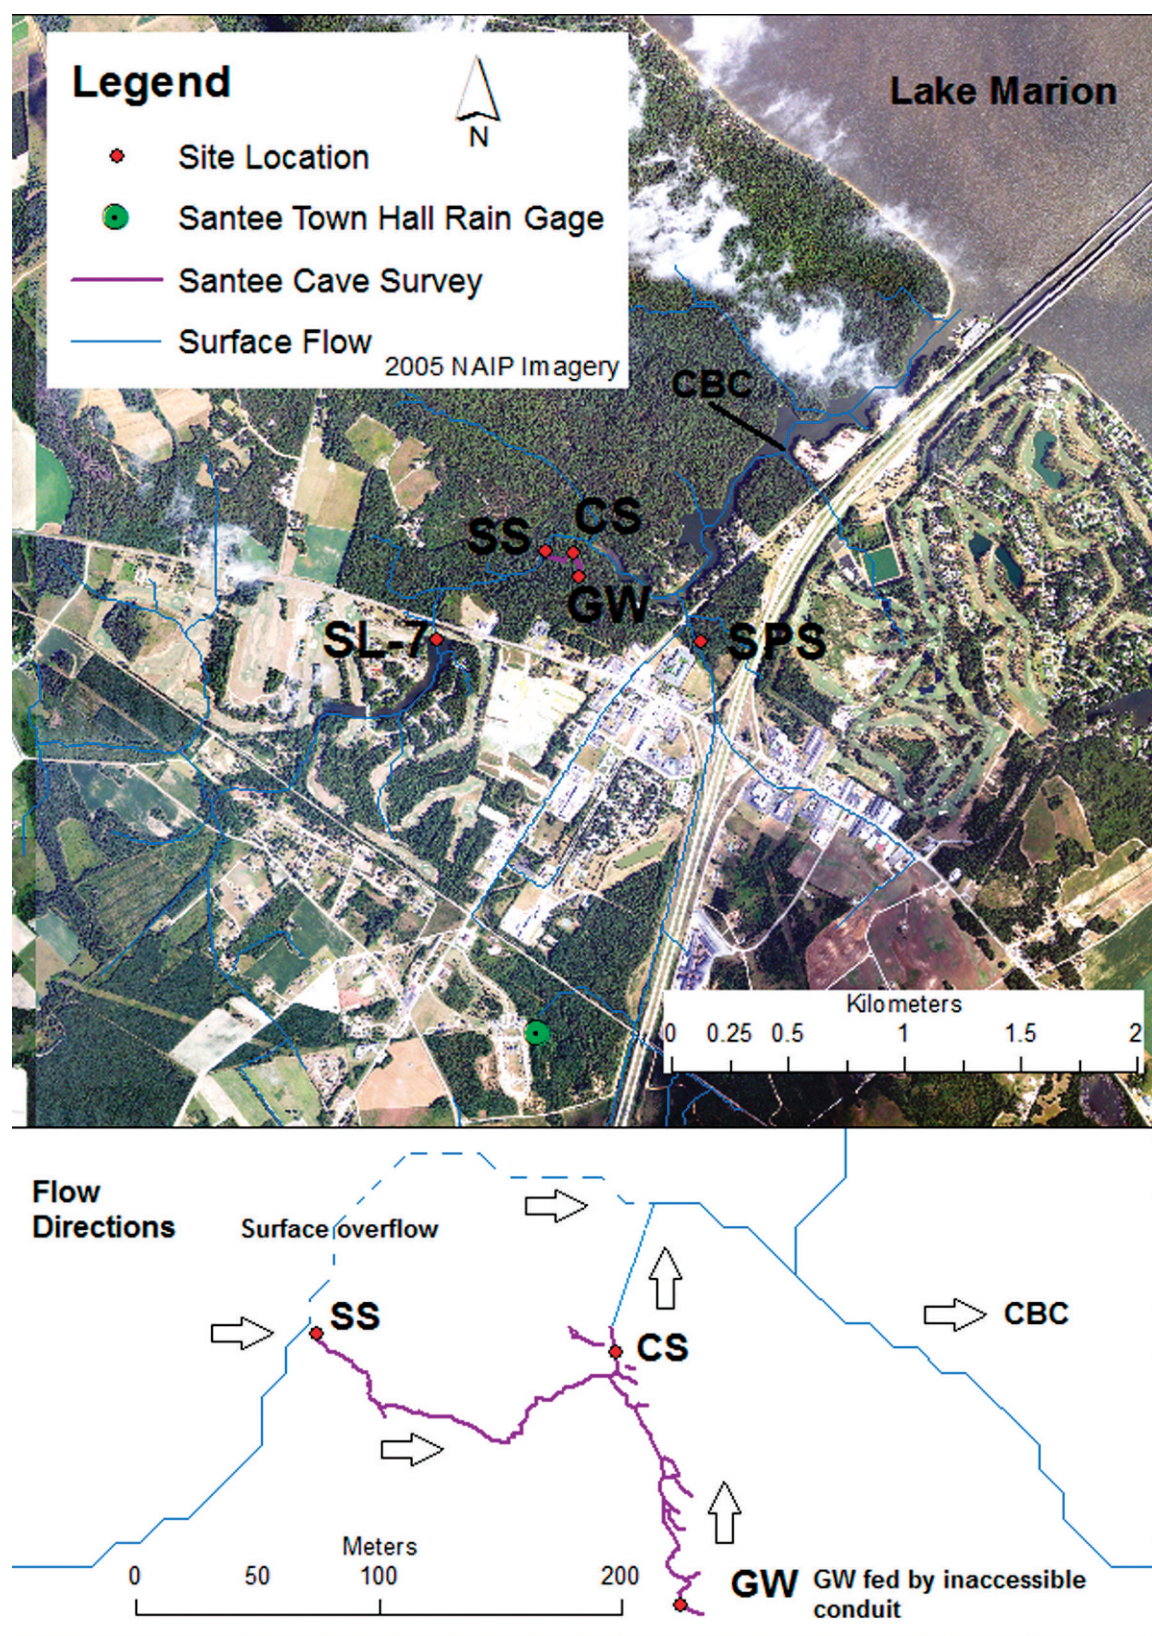 Legend
N
Site Location
Santee Town Hall Rain Gage
Santee Cave Survey
Surface Flow
2005 NAIP Imagery
Lake Marion
CBC
SS
CS
GW
SL-7
SPS
Kilometers
0 0.25 0.5 1 1.5 2
Flow
Directions
Surface overflow
SS
CS
CBC
Meters
0 50 100 200
GW
GW fed by inaccessible
conduit